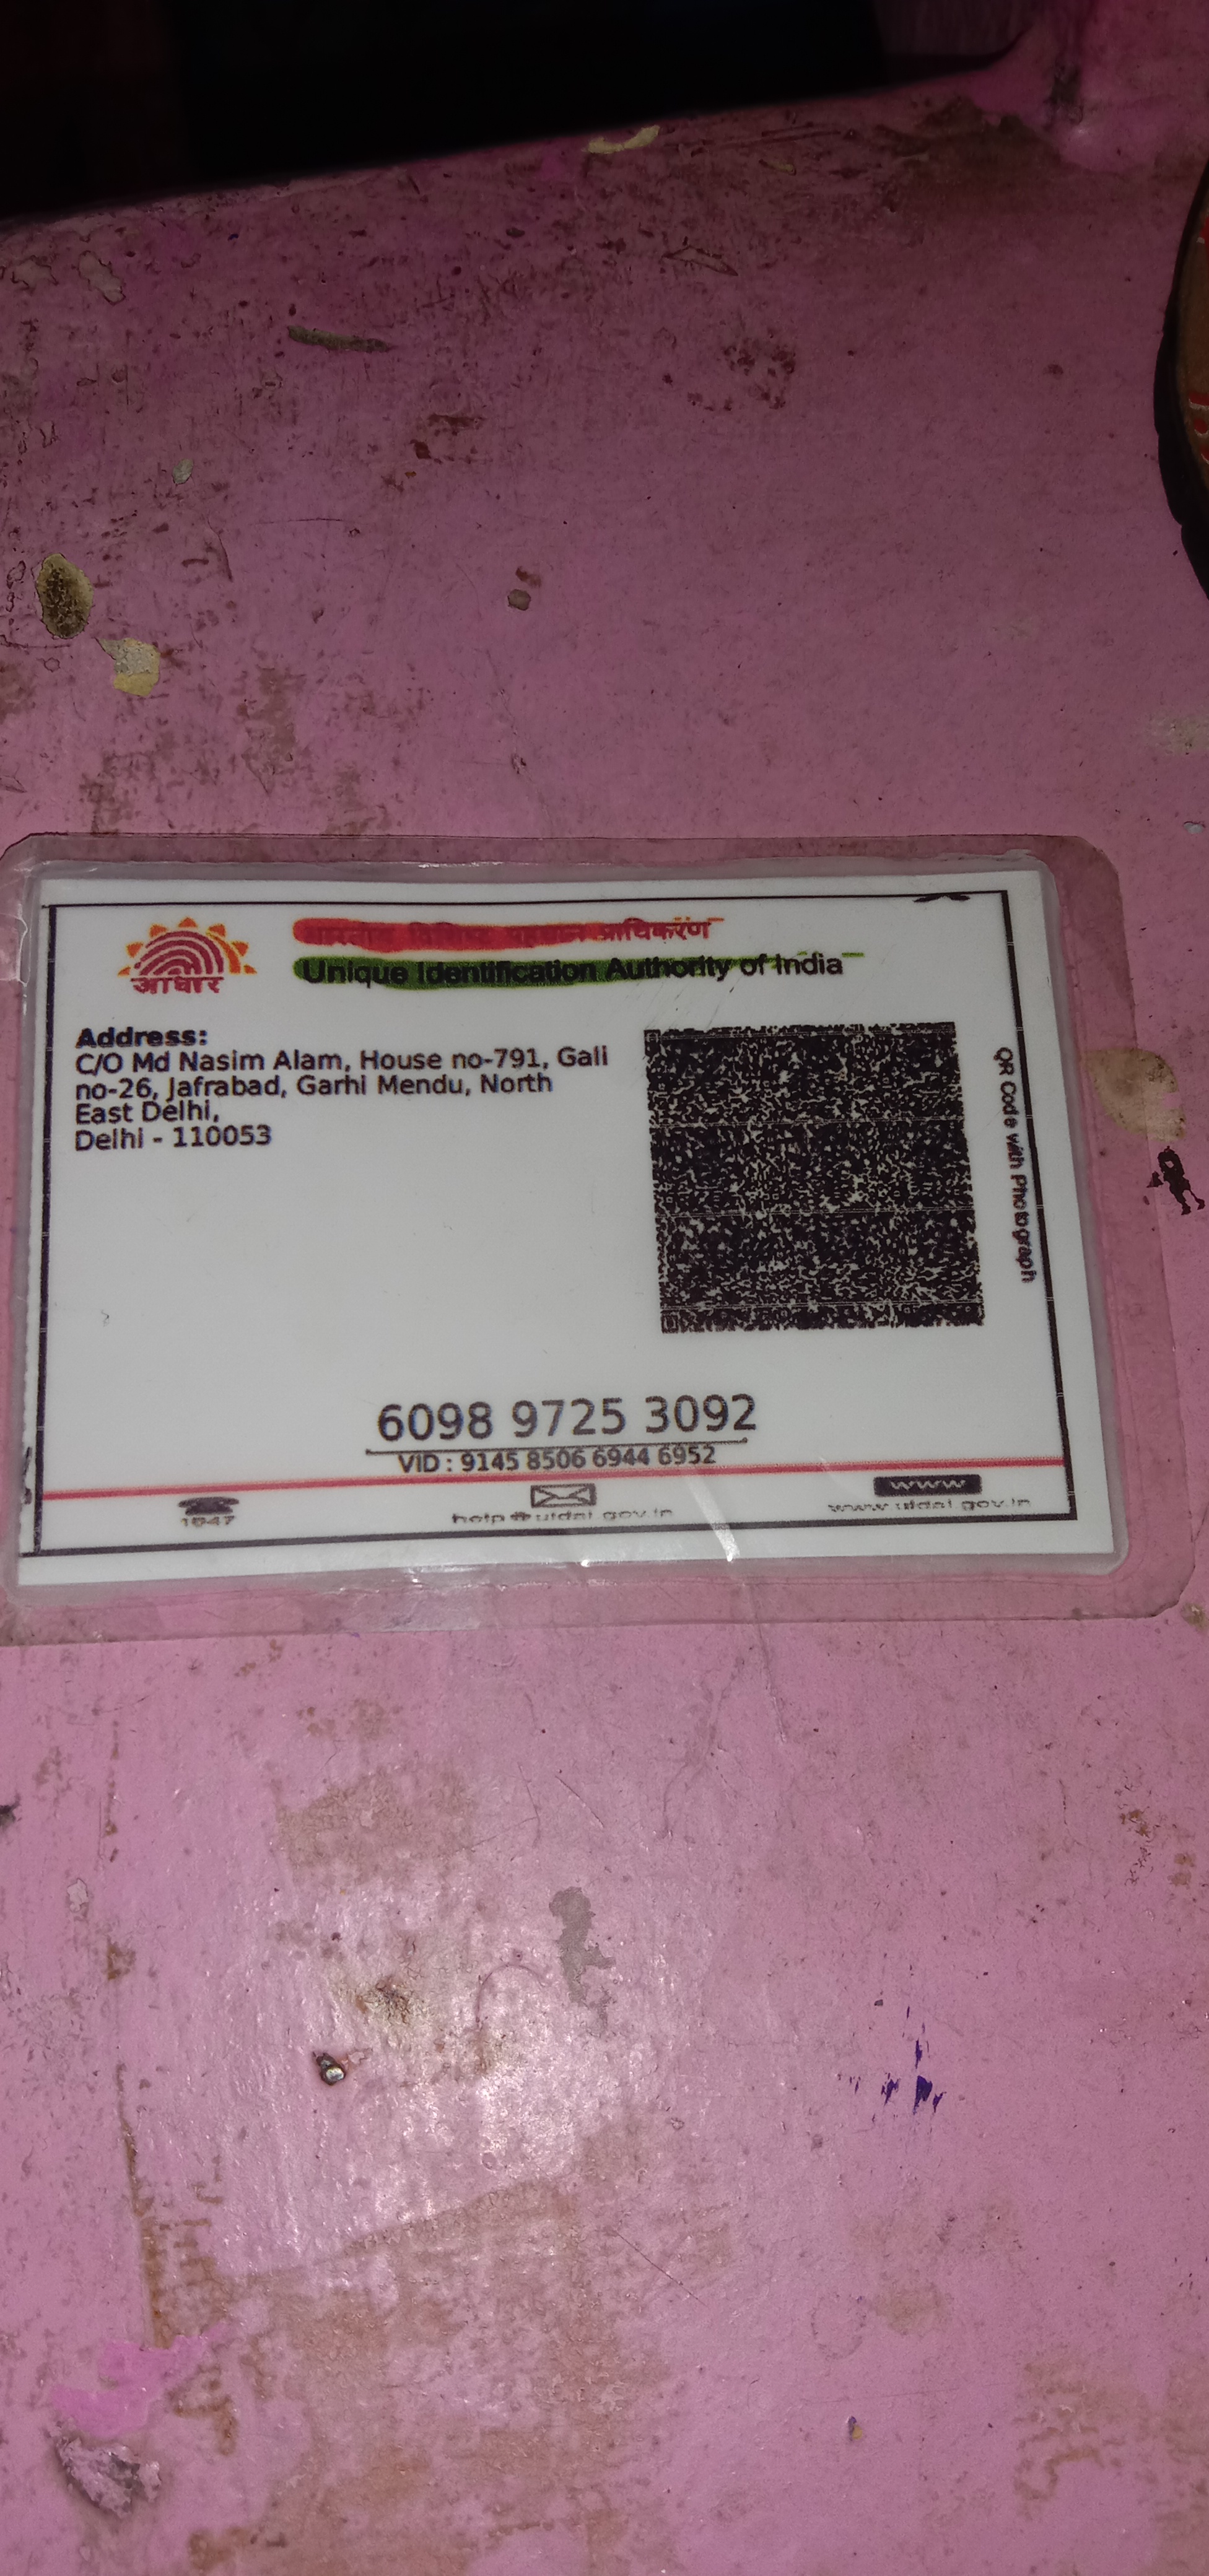 आधार
भारतीय विशिष्ट पहचान प्राधिकरण
Unique Identification Authority of India
Address:
C/O Md Nasim Alam, House no-791, Gali
no-26, Jafrabad, Garhi Mendu, North
East Delhi,
Delhi - 110053
QR Code with Photograph
6098 9725 3092
VID : 9145 8506 6944 6952
1947
help@uidai.gov.in
www
www.uidai.gov.in